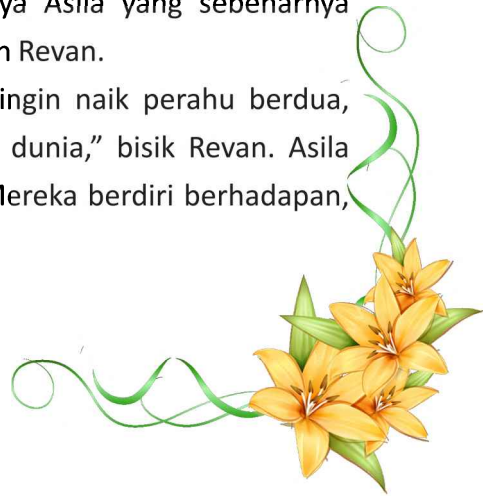 ya Asila yang sebenarnya
n Revan.
ingin naik perahu berdua,
dunia,” bisik Revan. Asila
Mereka berdiri berhadapan,